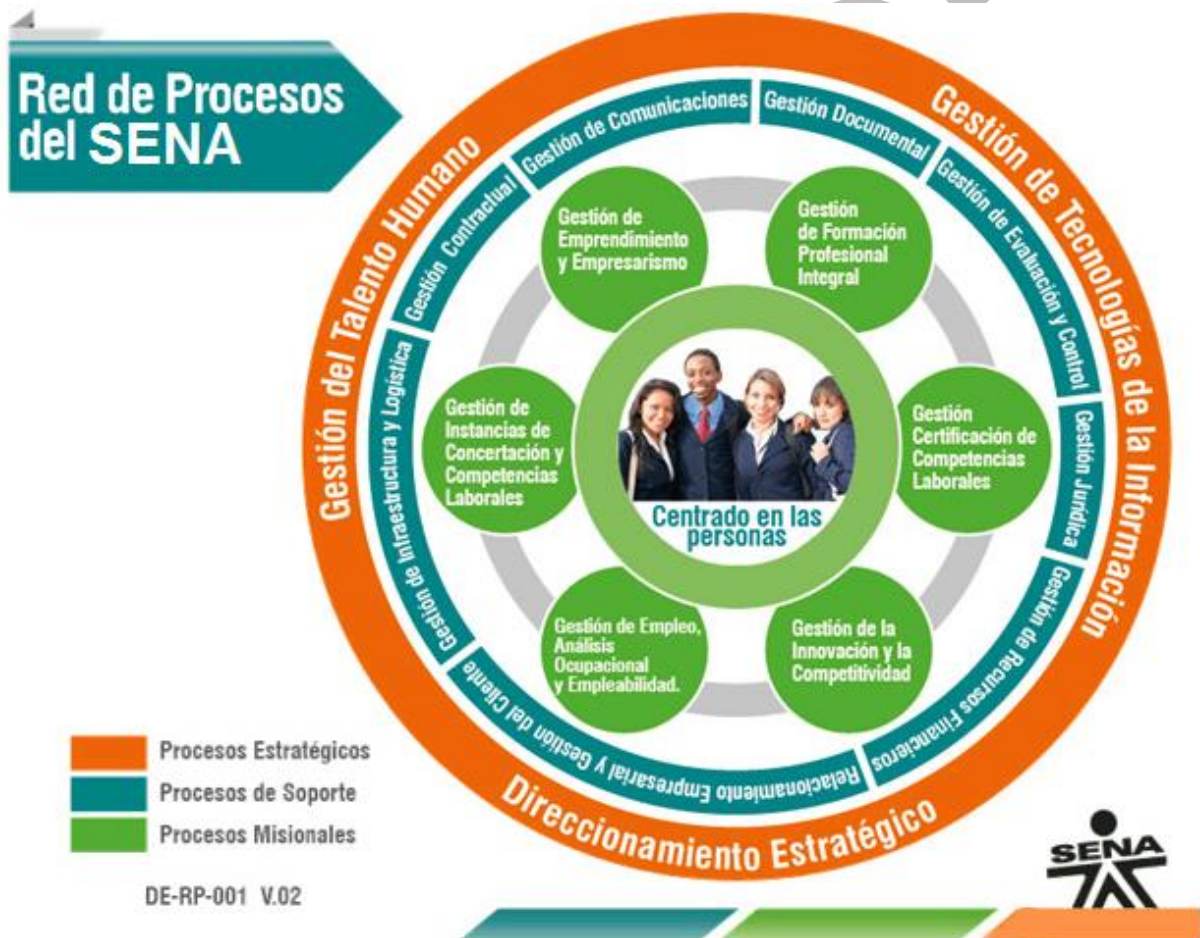 Red de Procesos
del SENA
Gestión del Talento Humano
Gestión de Tecnologías de la Información
Direccionamiento Estratégico
Gestión de Comunicaciones
Gestión Documental
Gestión de Evaluación y Control
Gestión Jurídica
Gestión de Recursos Financieros
Relacionamiento Empresarial Y Gestión del Cliente
Gestión de Infraestructura y Logística
Gestión Contractual
Gestión de
Emprendimiento
y Empresarismo
Gestión
de Formación
Profesional
Integral
Gestión de
Instancias de
Concertación y
Competencias
Laborales
Gestión
Certificación de
Competencias
Laborales
Centrado en las
personas
Gestión de Empleo,
Análisis
Ocupacional
y Empleabilidad.
Gestión de la
Innovación y la
Competitividad
Procesos Estratégicos
Procesos de Soporte
Procesos Misionales
DE-RP-001 V.02
SENA